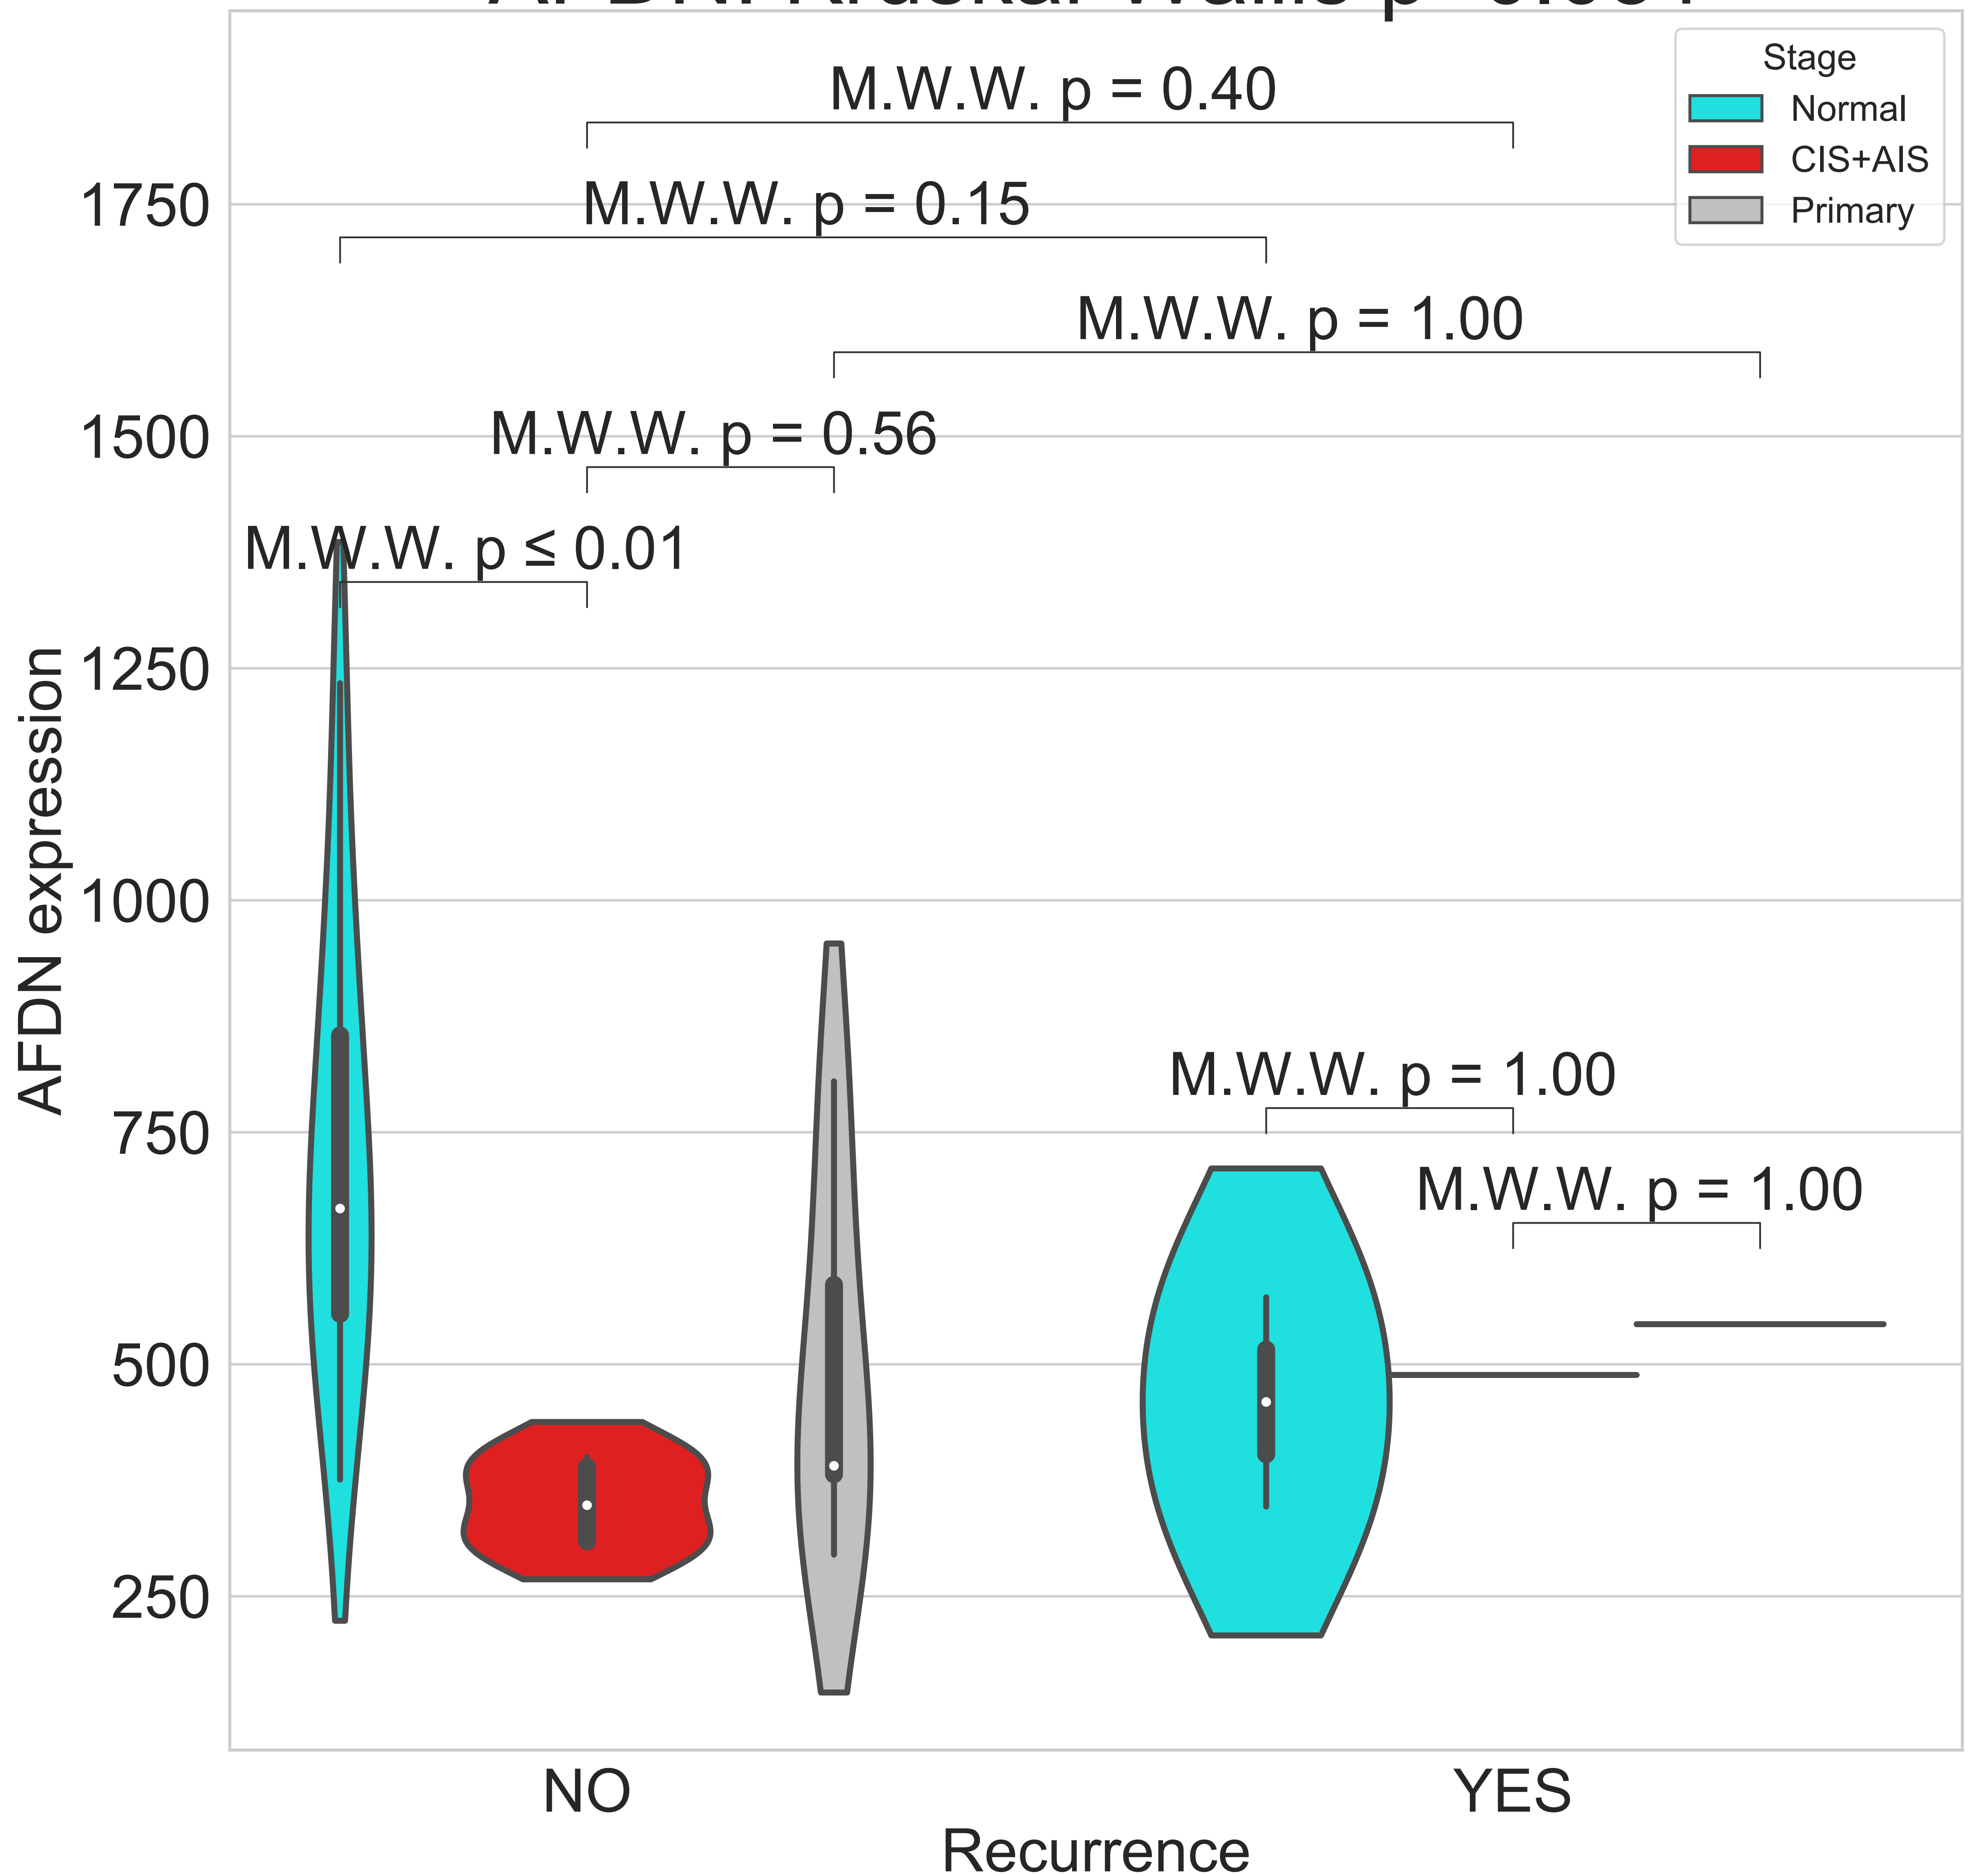 Stage
Normal
CIS+AIS
Primary
M.W.W. p = 0.40
M.W.W. p = 0.15
M.W.W. p = 1.00
M.W.W. p = 0.56
M.W.W. p ≤ 0.01
M.W.W. p = 1.00
M.W.W. p = 1.00
1750
1500
1250
1000
750
500
250
AFDN expression
NO
YES
Recurrence